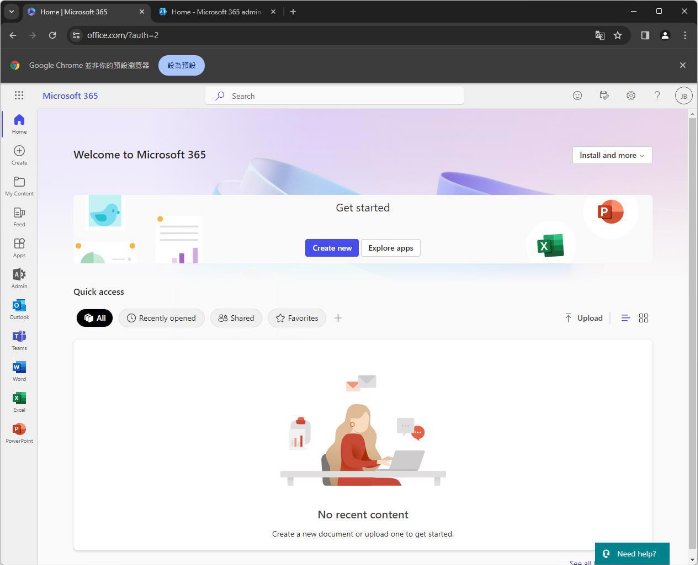 Home | Microsoft 365
Home - Microsoft 365 admin
office.com/?auth=2
Google Chrome 並非你的預設瀏覽器
設為預設
Microsoft 365
Search
JB
Home
Create
My Content
Feed
Apps
Admin
Outlook
Teams
Word
Excel
PowerPoint
Welcome to Microsoft 365
Install and more
Get started
Create new
Explore apps
Quick access
All
Recently opened
Shared
Favorites
Upload
No recent content
Create a new document or upload one to get started.
See all
Need help?